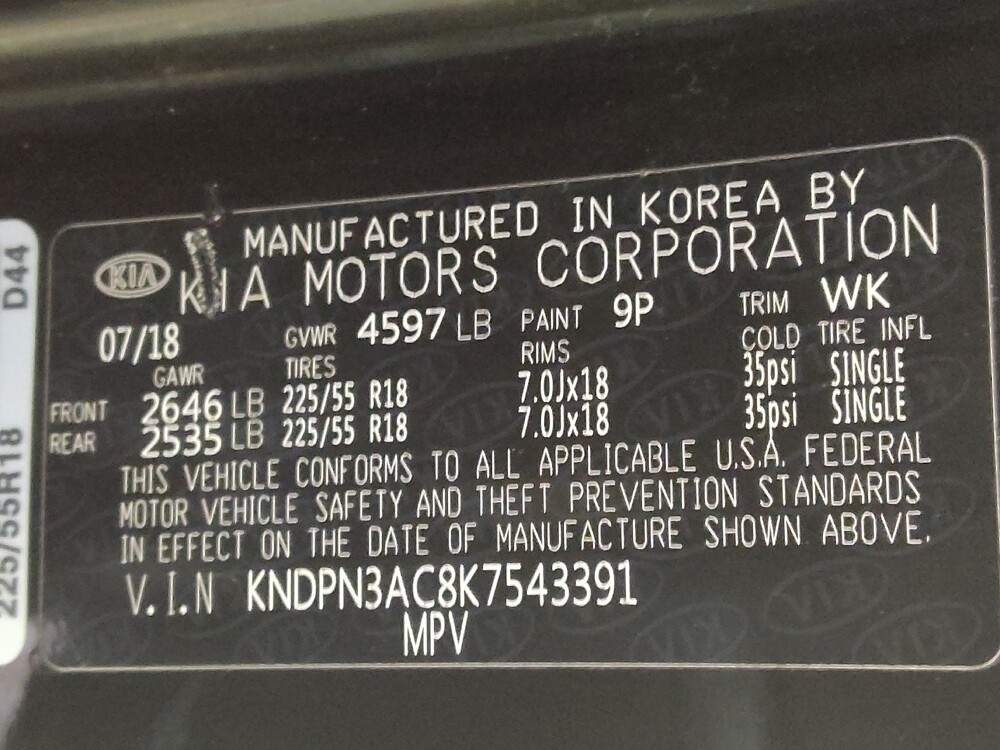 MANUFACTURED IN KOREA BY
KIA KIA MOTORS CORPORATION
07/18 GVWR 4597 LB PAINT 9P TRIM WK
GAWR TIRES RIMS COLD TIRE INFL
FRONT 2646 LB 225/55 R18 7.0Jx18 35psi SINGLE
REAR 2535 LB 225/55 R18 7.0Jx18 35psi SINGLE
THIS VEHICLE CONFORMS TO ALL APPLICABLE U.S.A. FEDERAL
MOTOR VEHICLE SAFETY AND THEFT PREVENTION STANDARDS
IN EFFECT ON THE DATE OF MANUFACTURE SHOWN ABOVE.
V.I.N KNDPN3AC8K7543391
MPV
225/55R18 D44